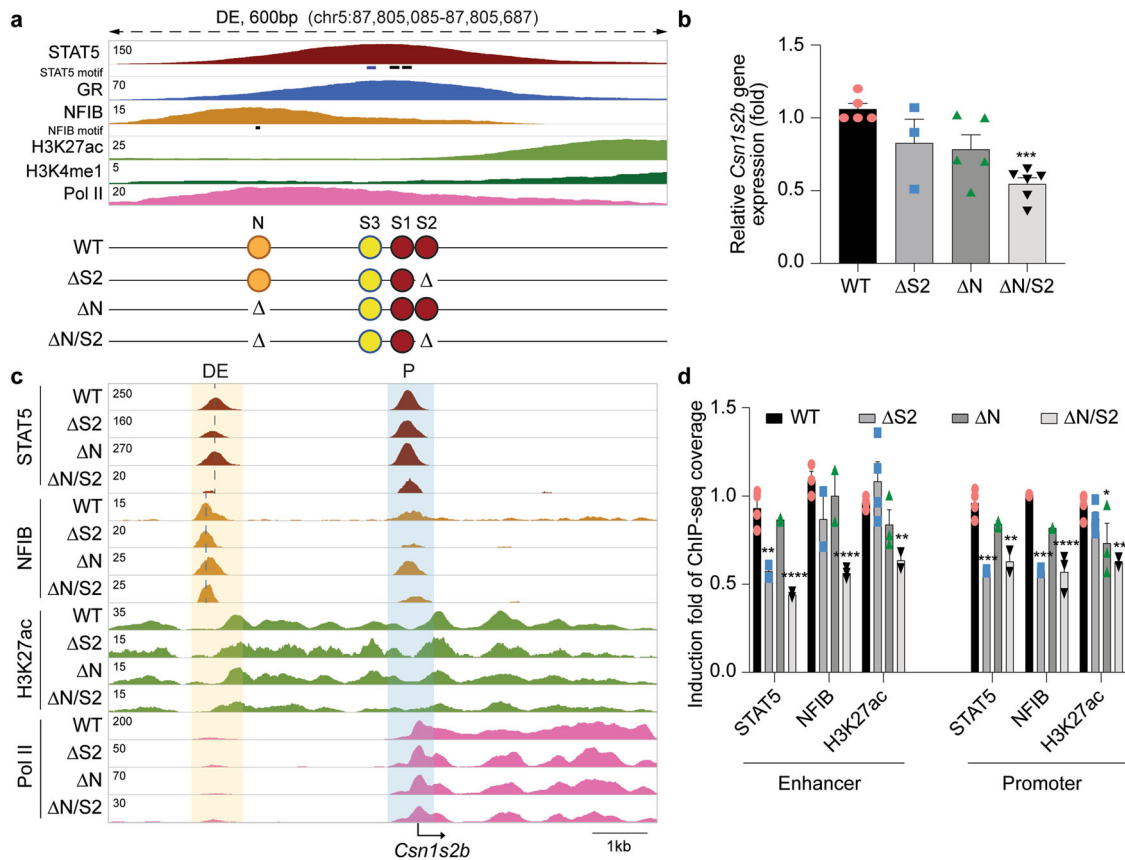 a
DE, 600bp (chr5:87,805,085-87,805,687)
STAT5 150
STAT5 motif
GR 70
NFIB 15
NFIB motif
H3K27ac 25
H3K4me1 5
Pol II 20
N S3 S1 S2
WT
ΔS2 Δ
ΔN Δ
ΔN/S2 Δ Δ
b
Relative Csn1s2b gene
expression (fold)
1.5
1.0
0.5
0.0
***
WT ΔS2 ΔN ΔN/S2
c
DE P
STAT5
WT 250
ΔS2 160
ΔN 270
ΔN/S2 20
NFIB
WT 15
ΔS2 20
ΔN 25
ΔN/S2 25
H3K27ac
WT 35
ΔS2 15
ΔN 15
ΔN/S2 15
Pol II
WT 200
ΔS2 50
ΔN 70
ΔN/S2 30
Csn1s2b
1kb
d
Induction fold of ChIP-seq coverage
1.5
1.0
0.5
0.0
WT ΔS2 ΔN ΔN/S2
** **** **** ** *** ** *** **** * **
STAT5 NFIB H3K27ac STAT5 NFIB H3K27ac
Enhancer Promoter